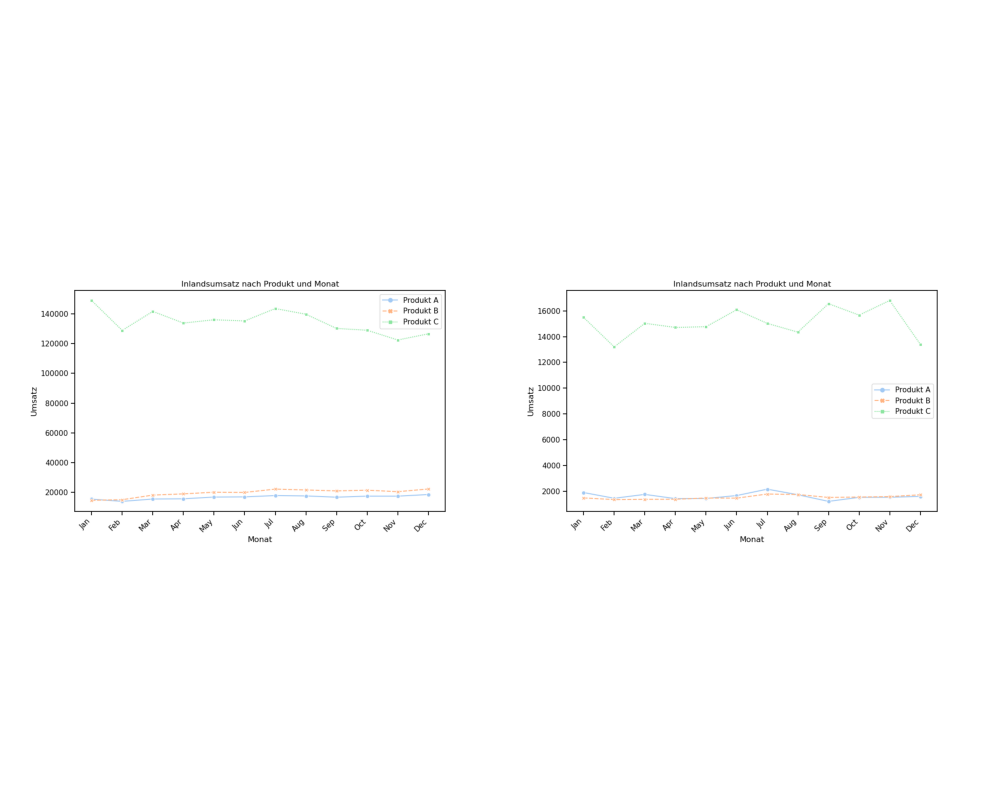 Inlandsumsatz nach Produkt und Monat
Produkt A
Produkt B
Produkt C
140000
120000
100000
80000
60000
40000
20000
Umsatz
Jan
Feb
Mar
Apr
May
Jun
Jul
Aug
Sep
Oct
Nov
Dec
Monat
Inlandsumsatz nach Produkt und Monat
16000
14000
12000
10000
8000
6000
4000
2000
Umsatz
Produkt A
Produkt B
Produkt C
Jan
Feb
Mar
Apr
May
Jun
Jul
Aug
Sep
Oct
Nov
Dec
Monat